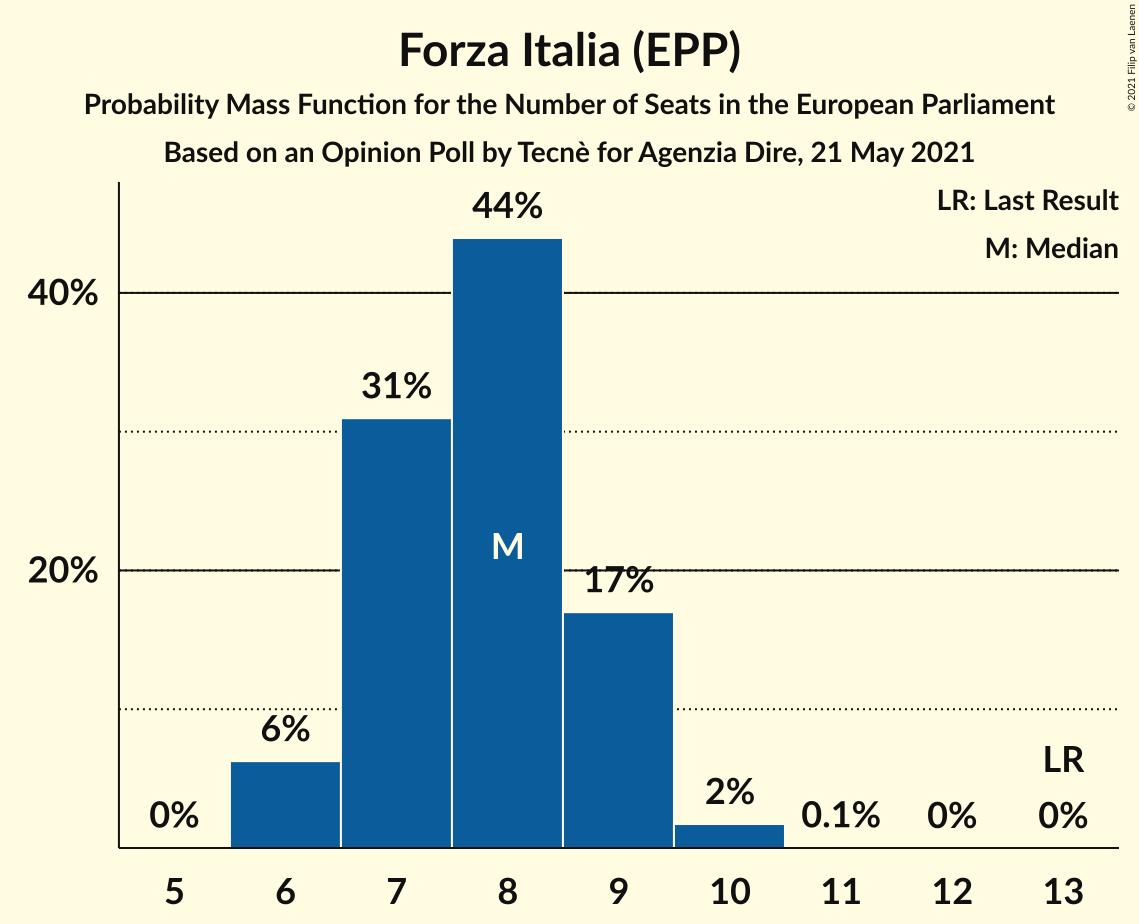 Forza Italia (EPP)
Probability Mass Function for the Number of Seats in the European Parliament
Based on an Opinion Poll by Tecnè for Agenzia Dire, 21 May 2021
© 2021 Filip van Laenen
LR: Last Result
M: Median
40%
20%
0%
6%
31%
44%
M
17%
2%
0.1%
0%
LR
0%
5 6 7 8 9 10 11 12 13